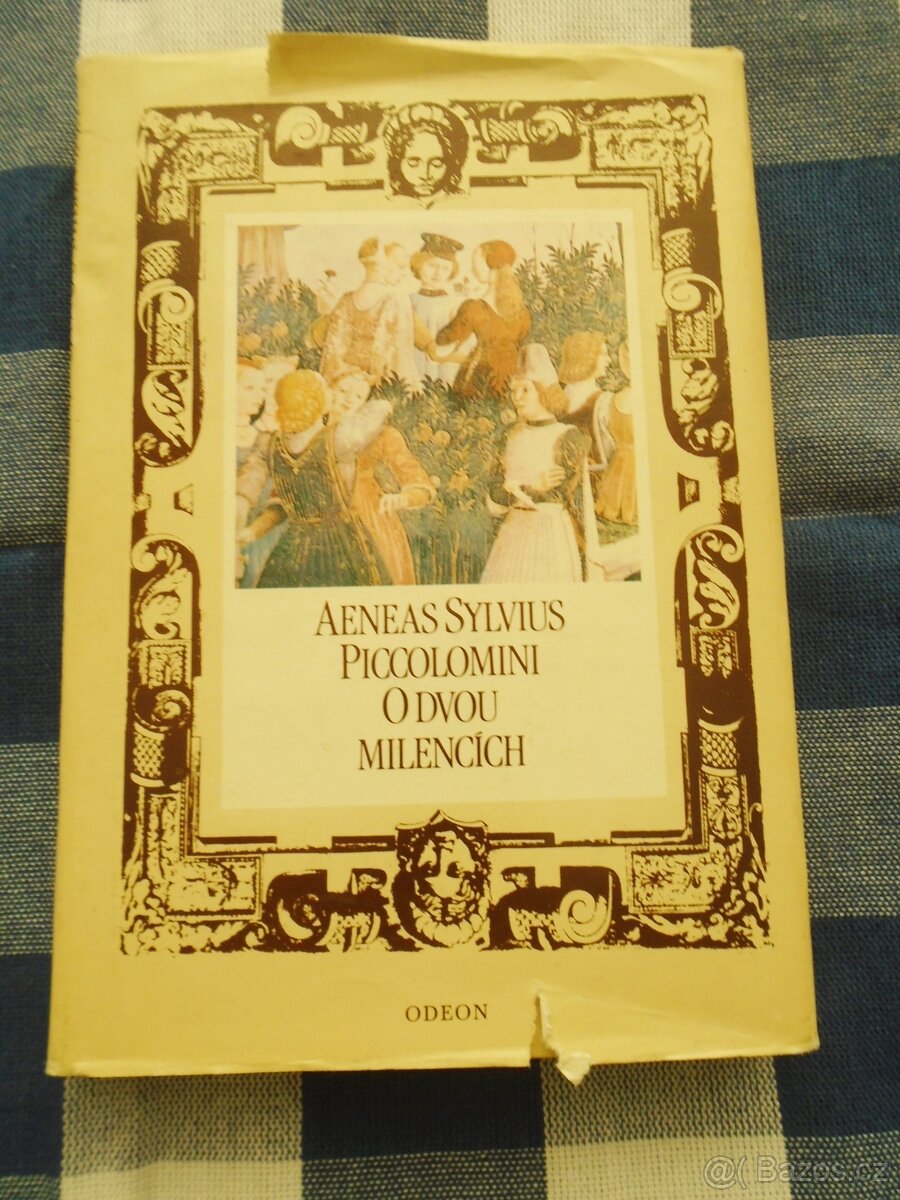 AENEAS SYLVIUS
PICCOLOMINI
O DVOU
MILENCÍCH
ODEON
@( Bazos.cz